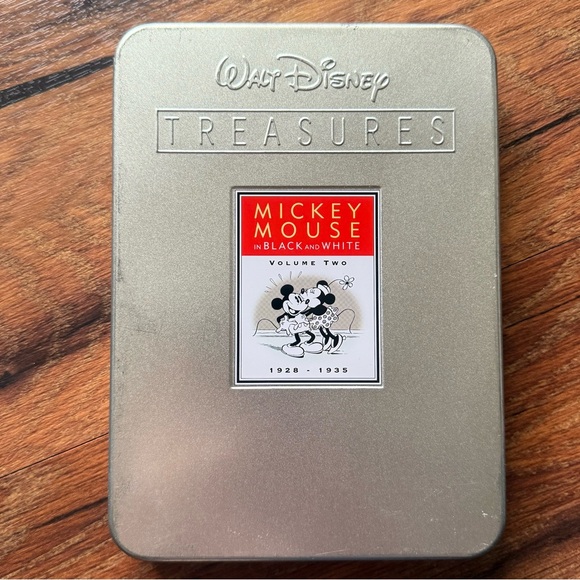 Walt Disney
TREASURES
MICKEY
MOUSE
IN BLACK AND WHITE
VOLUME TWO
1928 - 1935